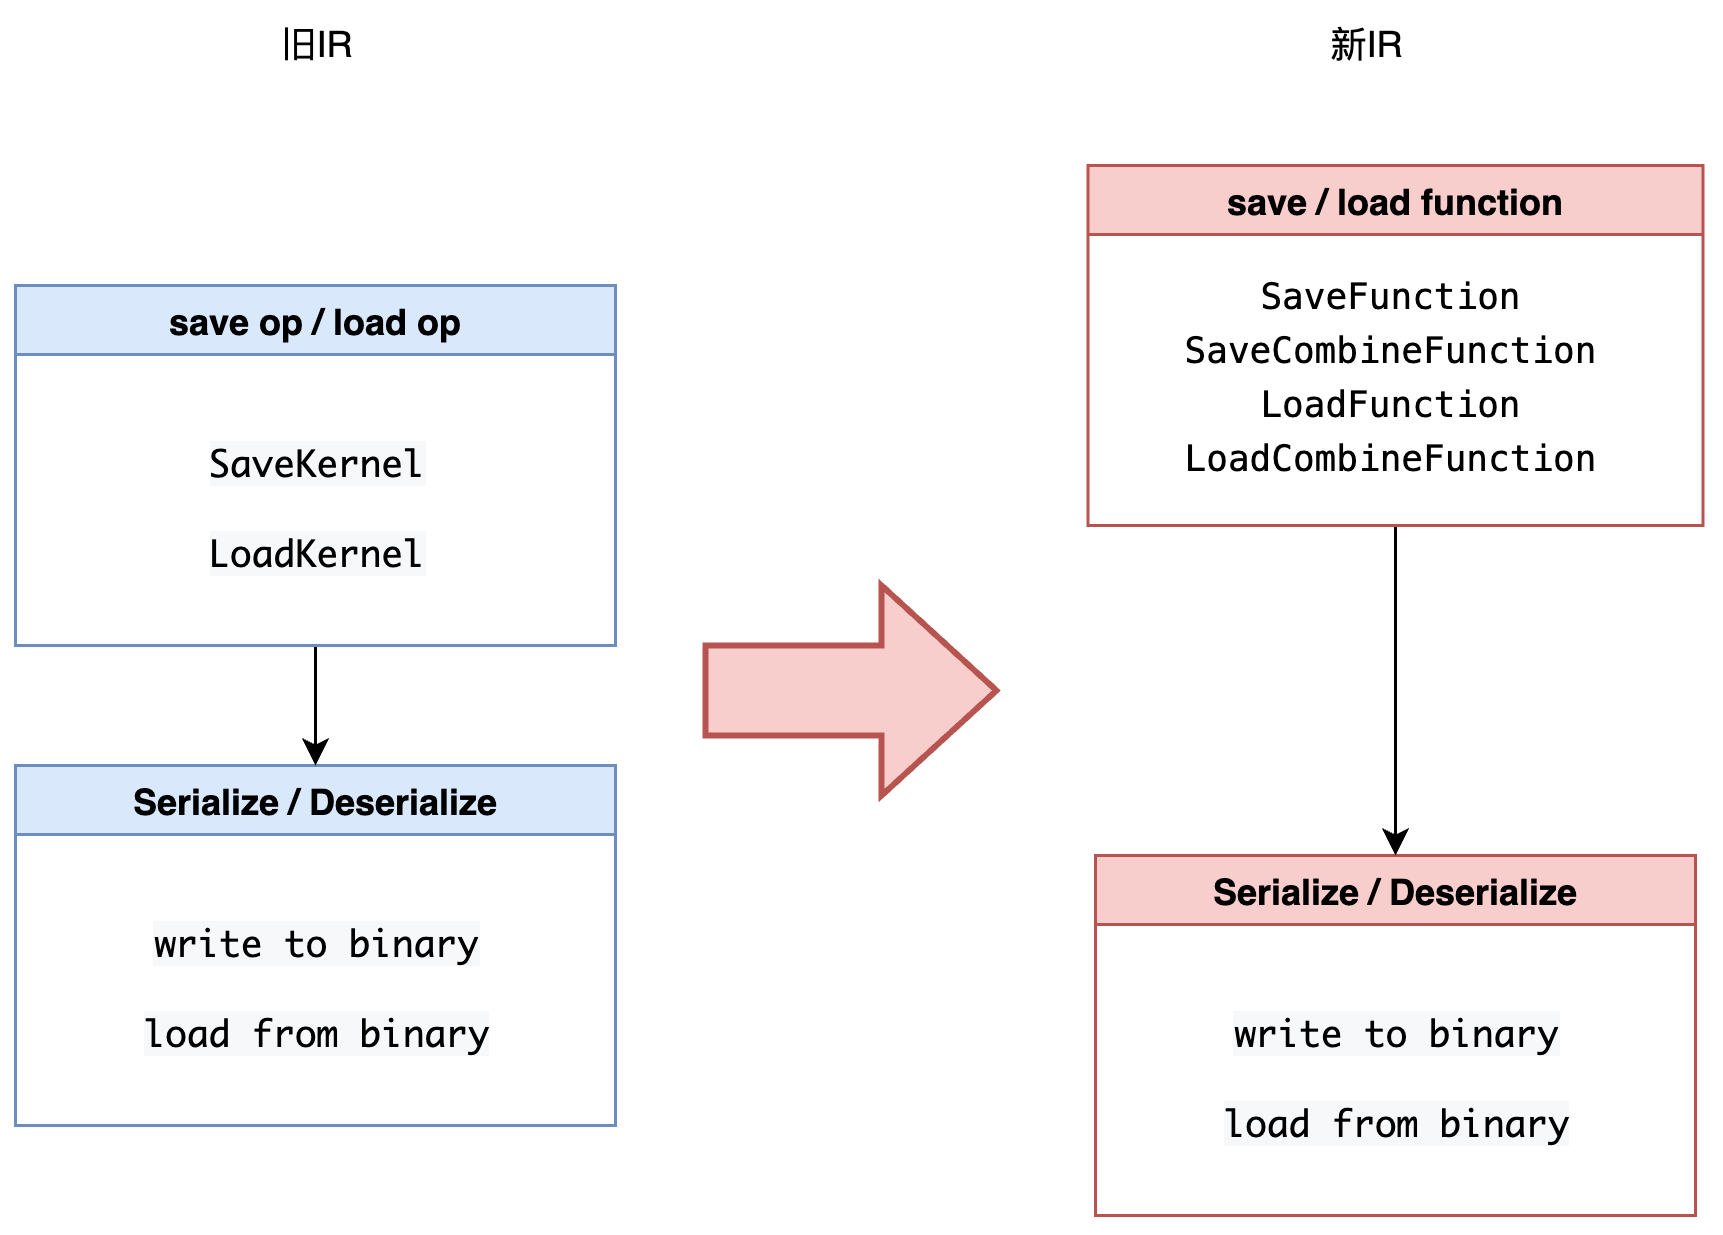 旧IR
新IR
save op / load op
SaveKernel
LoadKernel
Serialize / Deserialize
write to binary
load from binary
save / load function
SaveFunction
SaveCombineFunction
LoadFunction
LoadCombineFunction
Serialize / Deserialize
write to binary
load from binary